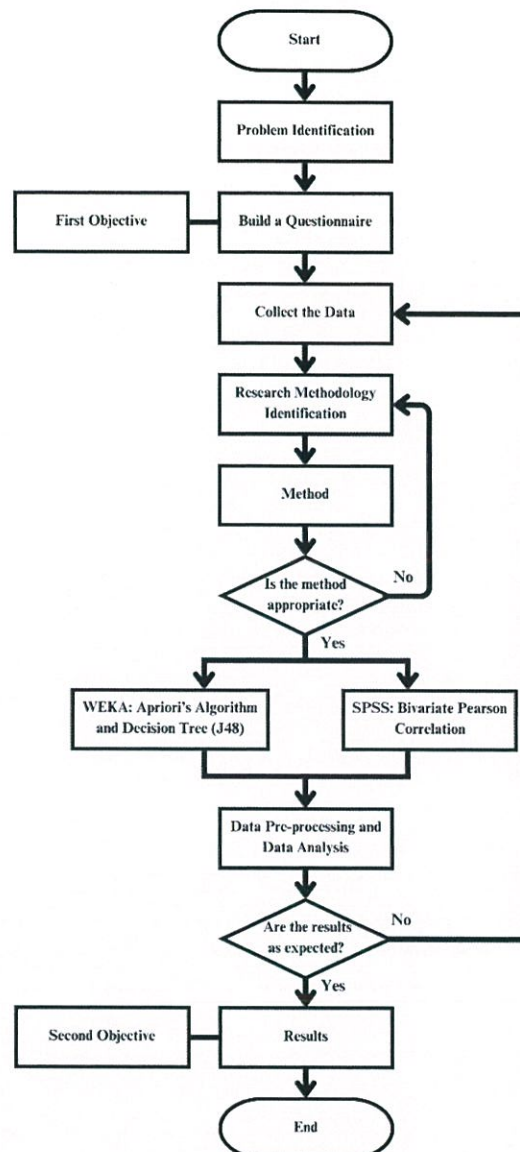 Start
Problem Identification
First Objective
Build a Questionnaire
Collect the Data
Research Methodology
Identification
Method
Is the method
appropriate?
No
Yes
WEKA: Apriori's Algorithm
and Decision Tree (J48)
SPSS: Bivariate Pearson
Correlation
Data Pre-processing and
Data Analysis
Are the results
as expected?
No
Yes
Second Objective
Results
End